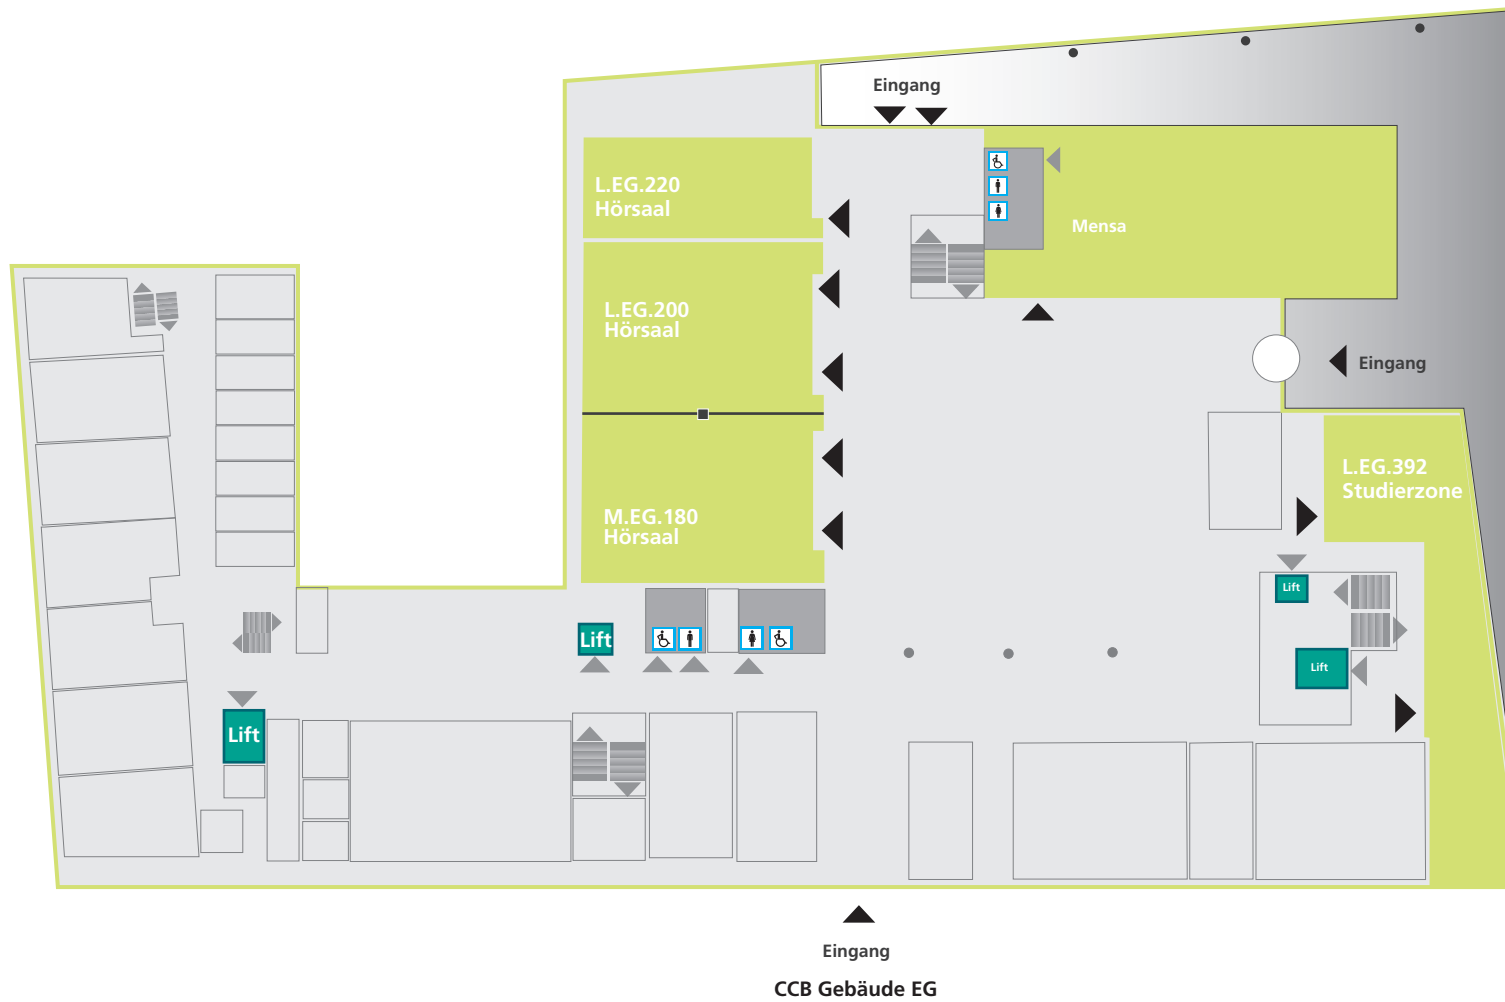 Eingang
L.EG.220
Hörsaal
Mensa
L.EG.200
Hörsaal
Eingang
L.EG.392
Studierzone
M.EG.180
Hörsaal
Lift
Lift
Lift
Lift
Eingang
CCB Gebäude EG